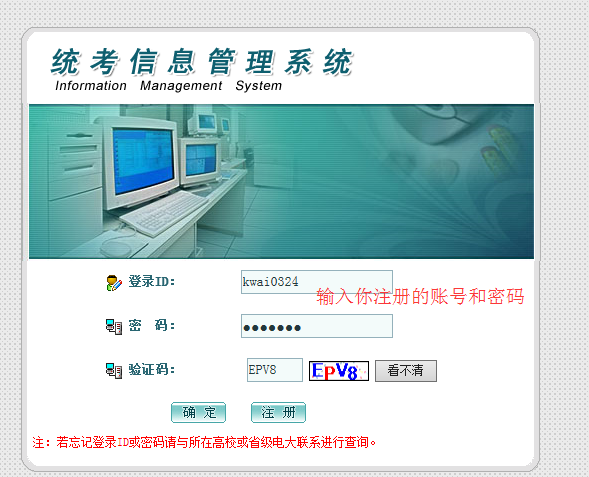 统考信息管理系统
Information Management System
登录ID：
kwai0324
输入你注册的账号和密码
密 码：
●●●●●●●
验证码：
EPV8
EpV8
看不清
确 定
注 册
注：若忘记登录ID或密码请与所在高校或省级电大联系进行查询。